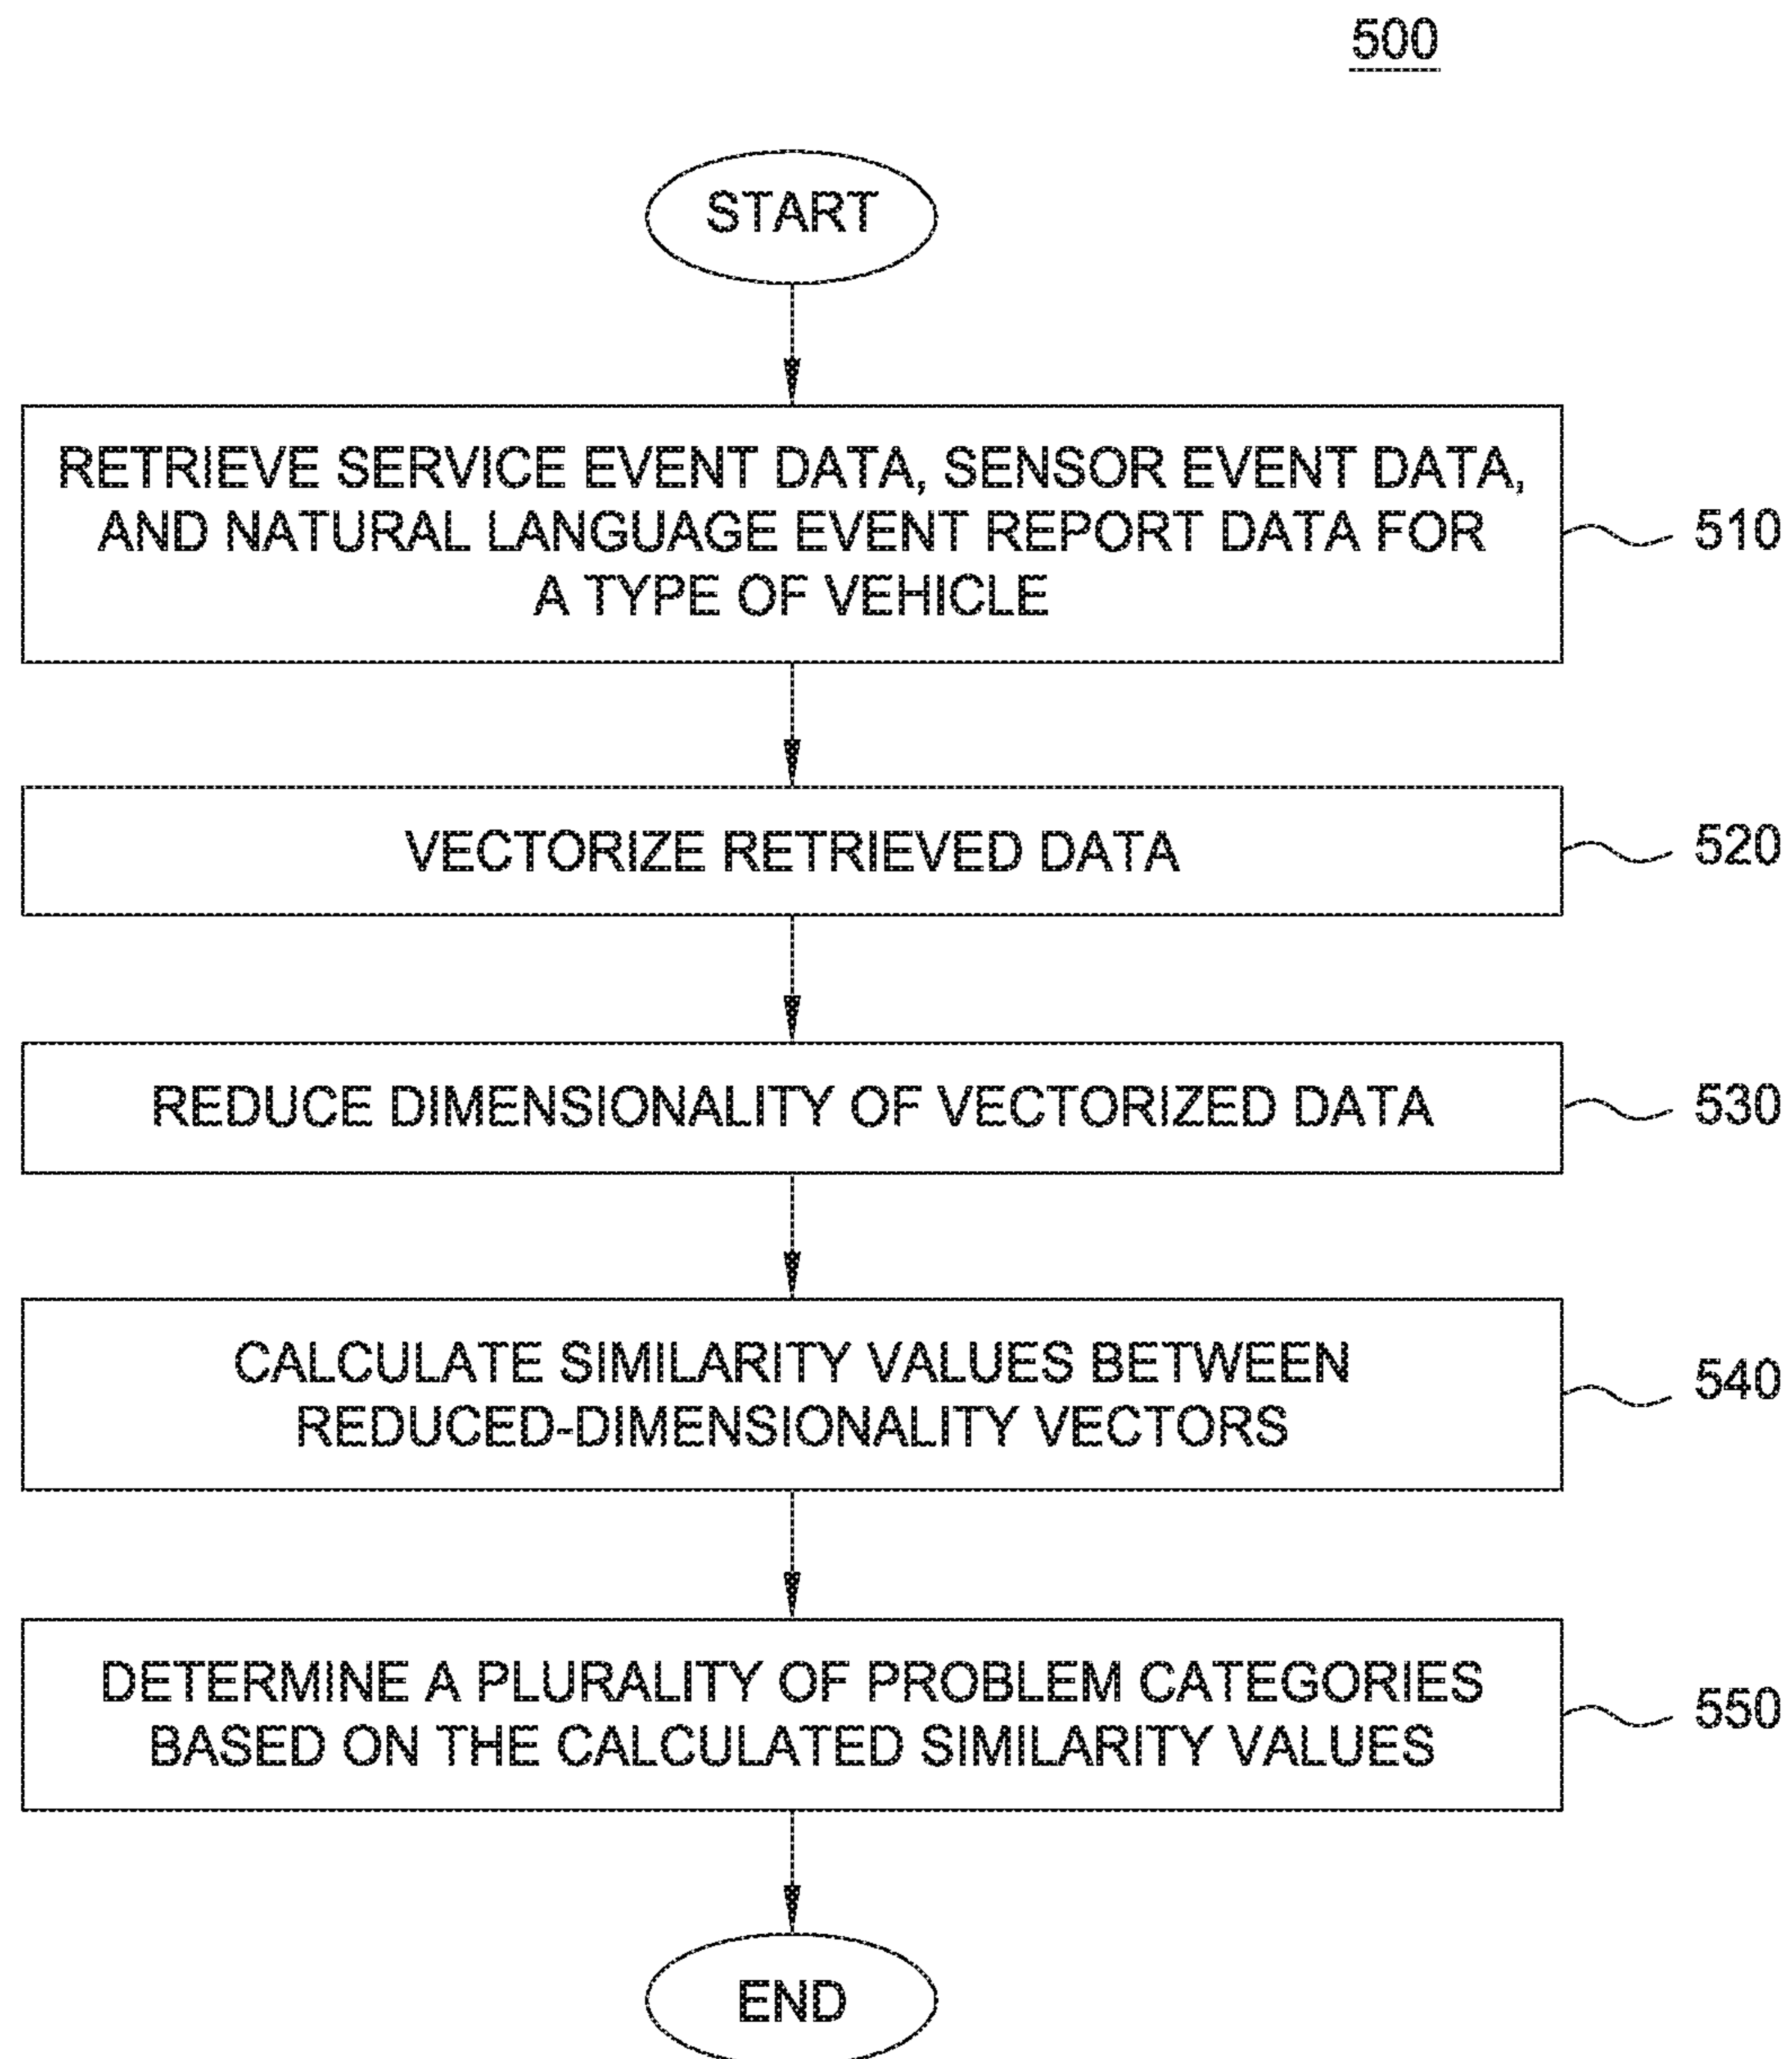 500
START
RETRIEVE SERVICE EVENT DATA, SENSOR EVENT DATA,
AND NATURAL LANGUAGE EVENT REPORT DATA FOR
A TYPE OF VEHICLE
510
VECTORIZE RETRIEVED DATA
520
REDUCE DIMENSIONALITY OF VECTORIZED DATA
530
CALCULATE SIMILARITY VALUES BETWEEN
REDUCED-DIMENSIONALITY VECTORS
540
DETERMINE A PLURALITY OF PROBLEM CATEGORIES
BASED ON THE CALCULATED SIMILARITY VALUES
550
END